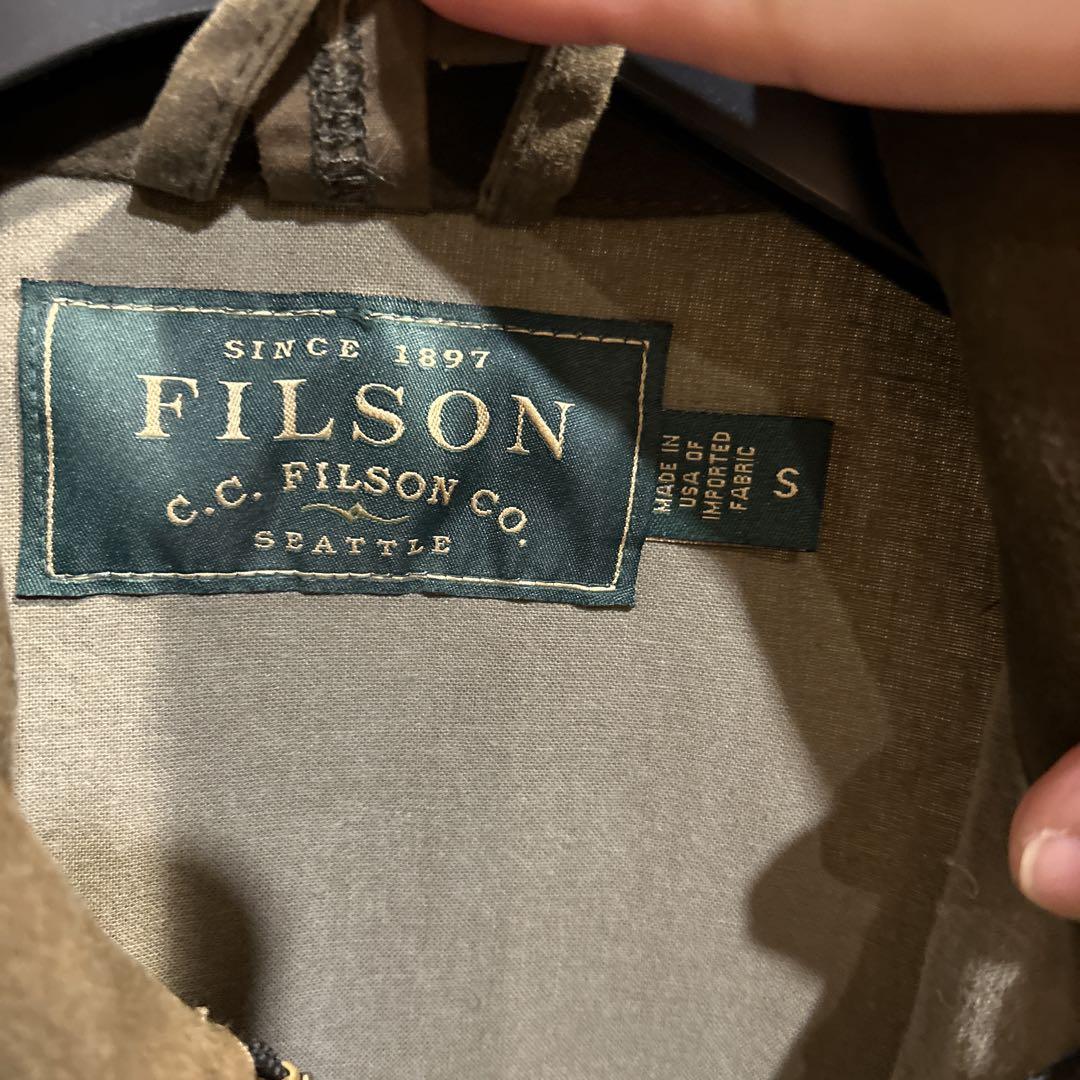 SINCE 1897
FILSON
C.C. FILSON CO.
SEATTLE
MADE IN
USA OF
IMPORTED
FABRIC
S